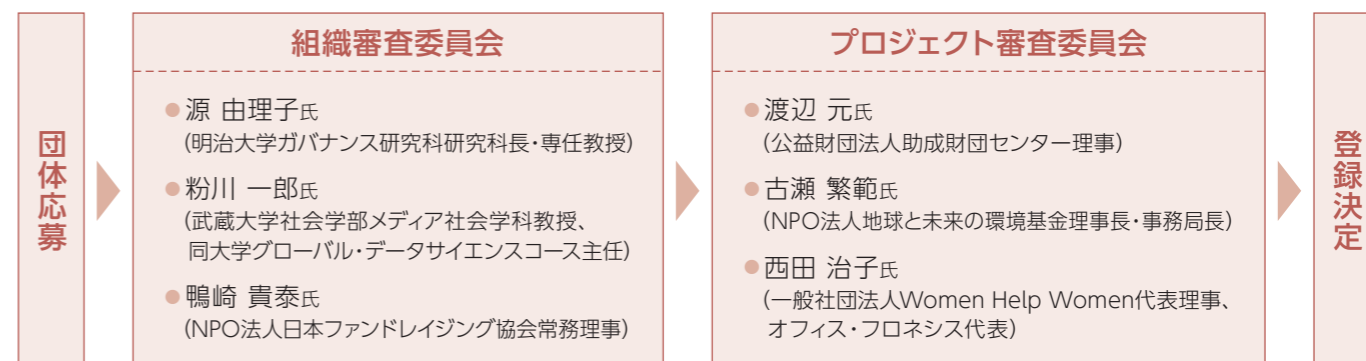 団体応募
組織審査委員会
●源 由理子氏
(明治大学ガバナンス研究科研究科長・専任教授)
●粉川 一郎氏
(武蔵大学社会学部メディア社会学科教授、
同大学グローバル・データサイエンスコース主任)
●鴨崎 貴泰氏
(NPO法人日本ファンドレイジング協会常務理事)
プロジェクト審査委員会
●渡辺 元氏
(公益財団法人助成財団センター理事)
●古瀬 繁範氏
(NPO法人地球と未来の環境基金理事長・事務局長)
●西田 治子氏
(一般社団法人Women Help Women代表理事、
オフィス・フロネシス代表)
登録決定